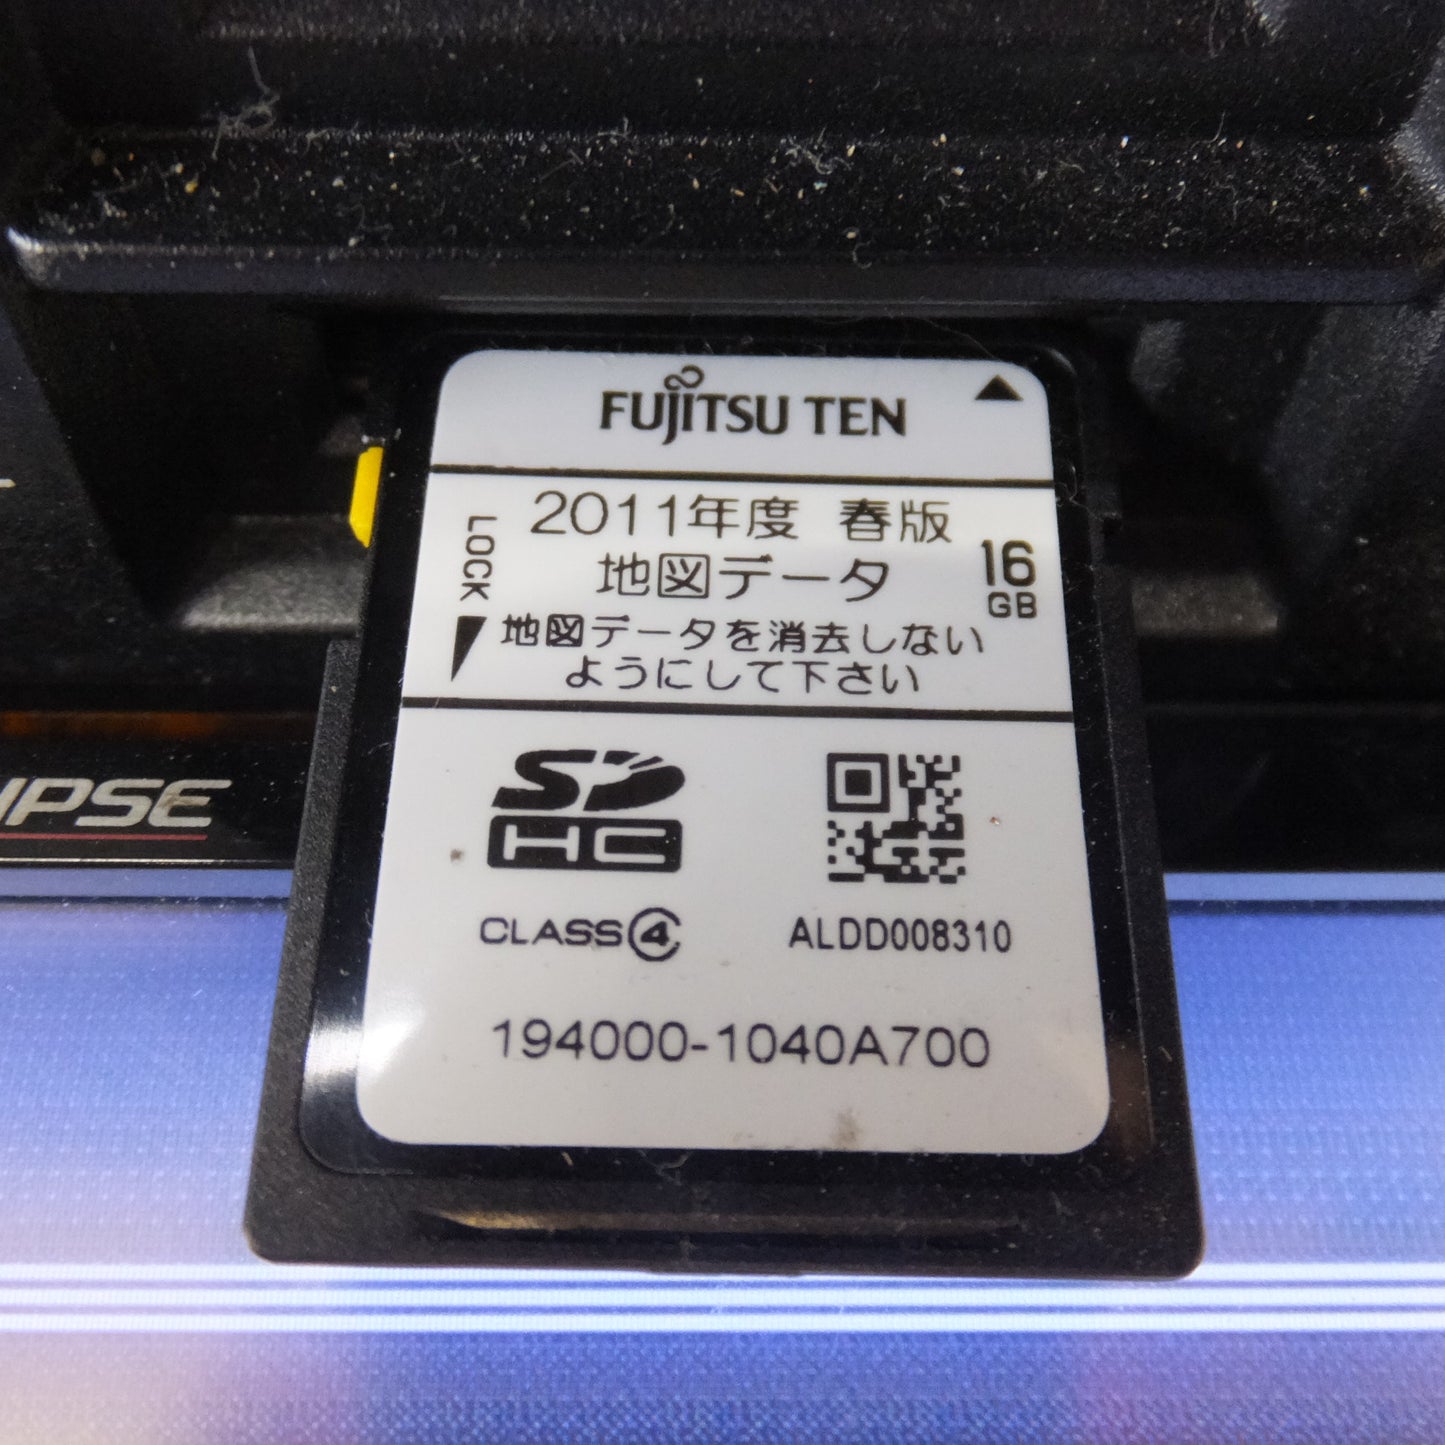 FUJITSU TEN
2011年度 春版
地図データ
16
GB
LOCK
地図データを消去しない
ようにして下さい
SD
HC
IPSE
CLASS④
ALDD008310
194000-1040A700